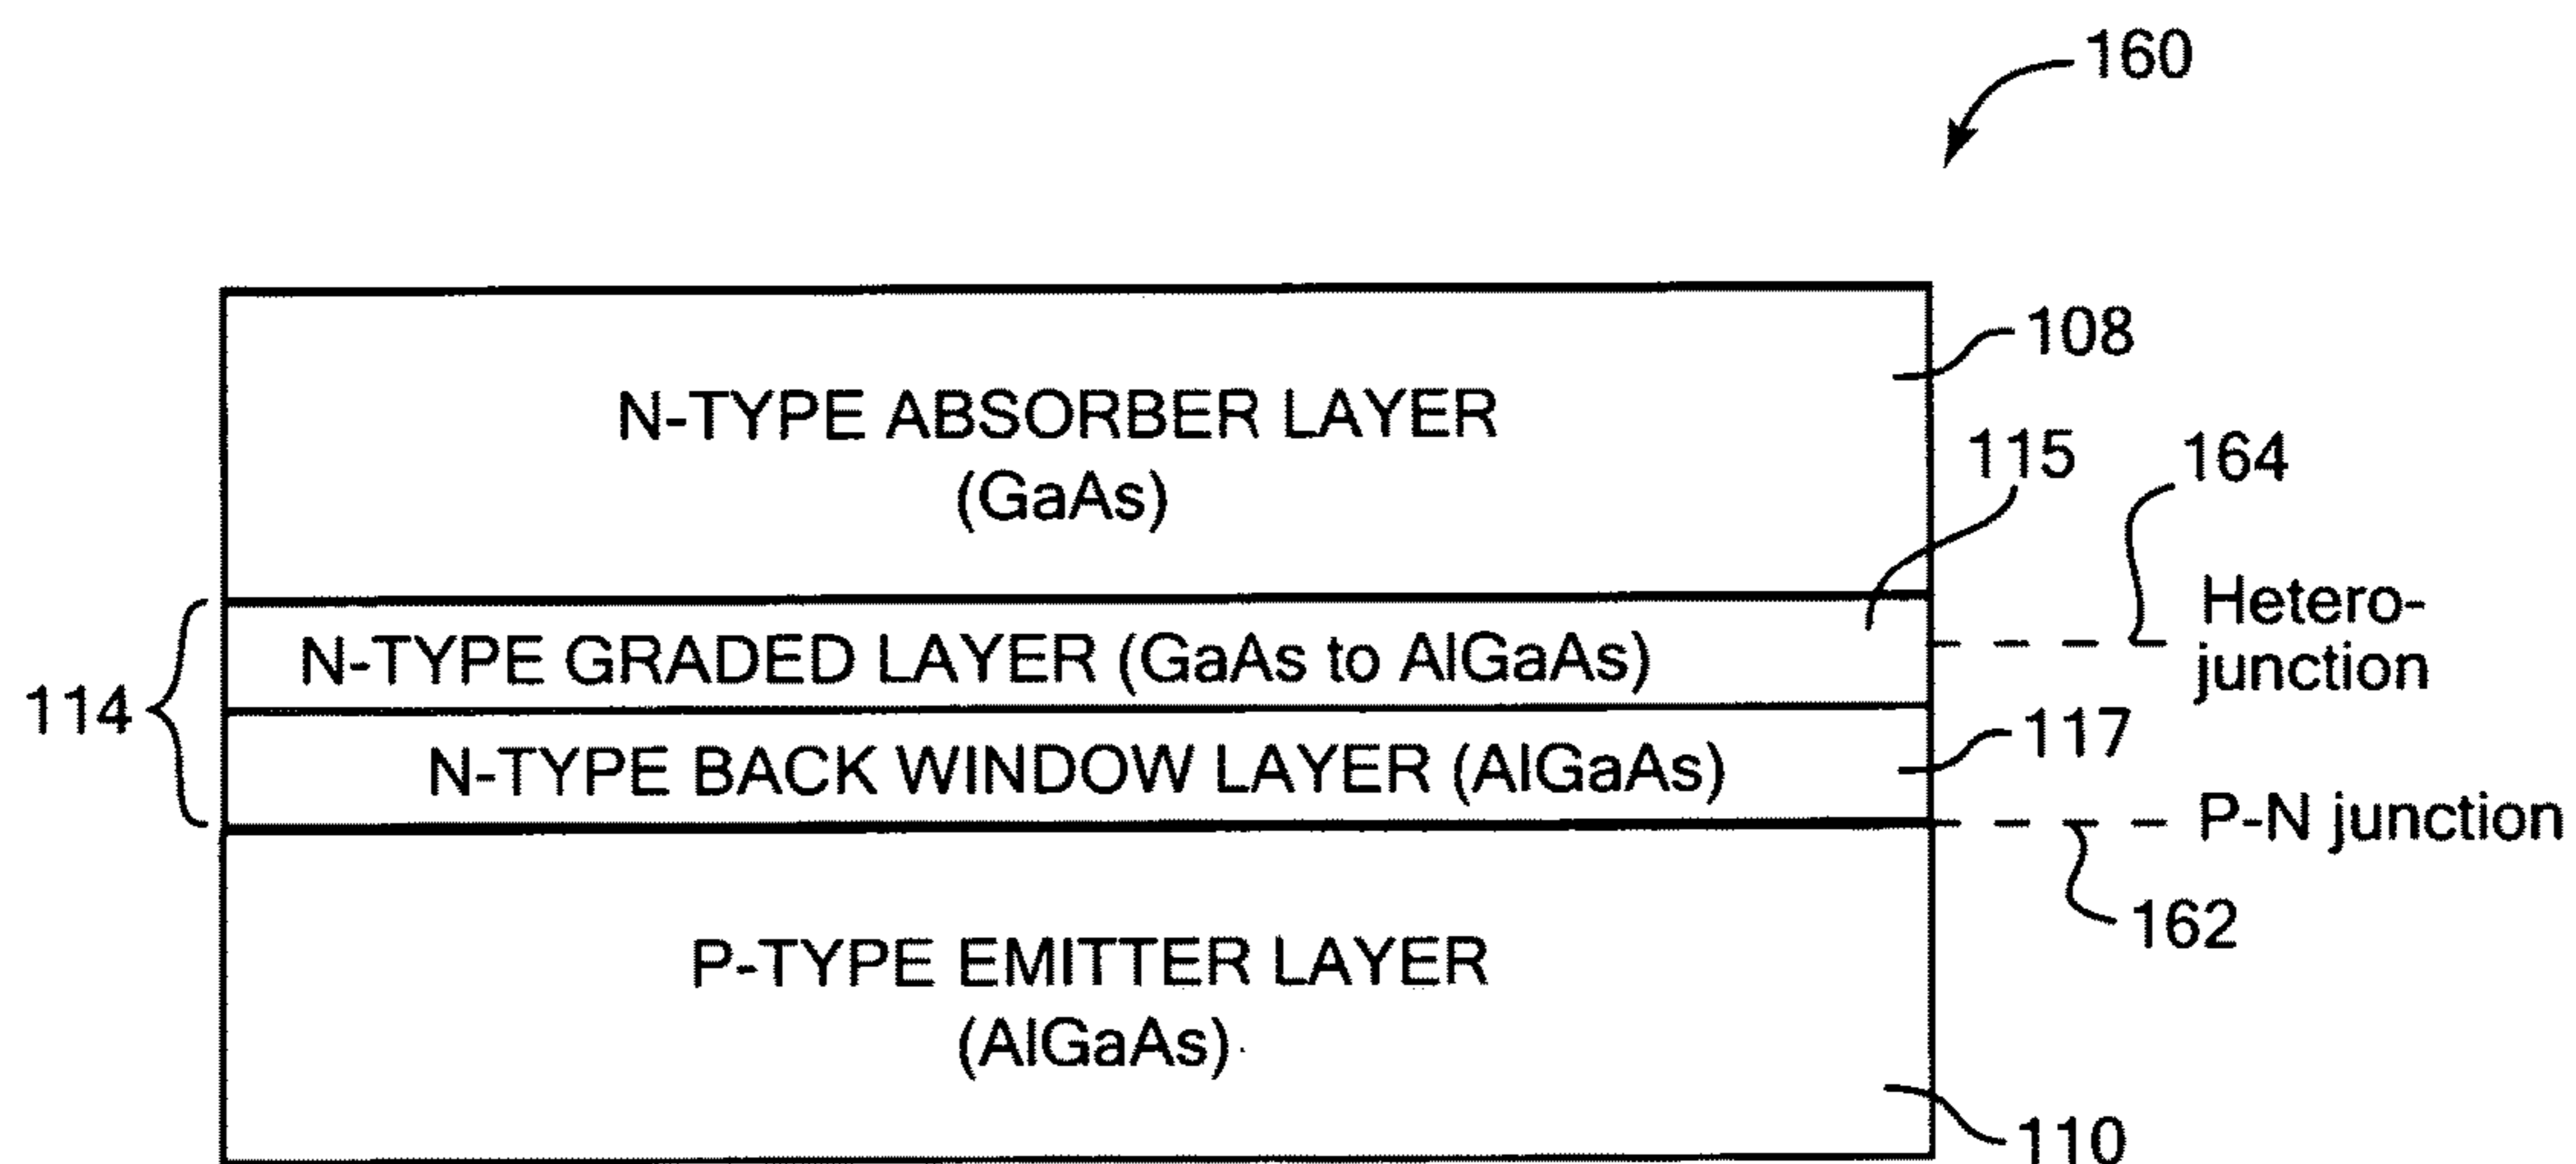 160
108
N-TYPE ABSORBER LAYER
(GaAs)
115
164
Hetero-
junction
N-TYPE GRADED LAYER (GaAs to AlGaAs)
114
117
N-TYPE BACK WINDOW LAYER (AlGaAs)
P-N junction
162
P-TYPE EMITTER LAYER
(AlGaAs)
110